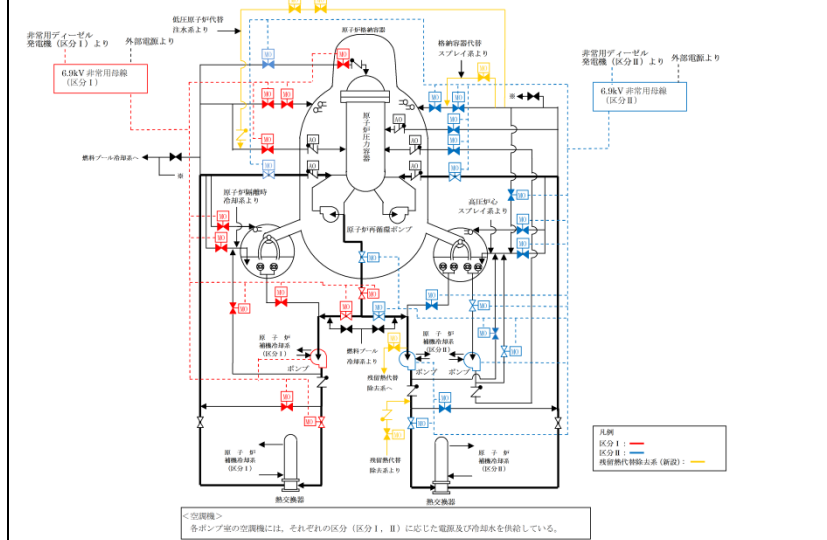 低圧原子炉代替
注水系より
原子炉格納容器
非常用ディーゼル
発電機（区分Ⅰ）より
外部電源より
6.9kV 非常用母線
（区分Ⅰ）
格納容器代替
スプレイ系より
非常用ディーゼル
発電機（区分Ⅱ）より
外部電源より
6.9kV 非常用母線
（区分Ⅱ）
※
原子炉圧力容器
燃料プール冷却系へ
※
原子炉隔離時
冷却系より
原子炉再循環ポンプ
高圧炉心
スプレイ系より
原子炉
補機冷却系
（区分Ⅰ）
ポンプ
燃料プール
冷却系より
原子炉
補機冷却系
（区分Ⅱ）
ポンプ
ポンプ
残留熱代替
除去系へ
残留熱代替
除去系より
原子炉
補機冷却系
（区分Ⅰ）
熱交換器
原子炉
補機冷却系
（区分Ⅱ）
熱交換器
凡例
区分Ⅰ：
区分Ⅱ：
残留熱代替除去系（新設）：
＜空調機＞
各ポンプ室の空調機には，それぞれの区分（区分Ⅰ，Ⅱ）に応じた電源及び冷却水を供給している。